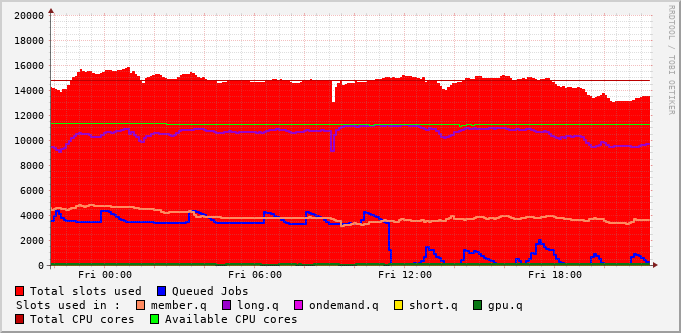 20000
18000
16000
14000
12000
10000
8000
6000
4000
2000
0
Fri 00:00 Fri 06:00 Fri 12:00 Fri 18:00
RRDTOOL / TOBI OETIKER
Total slots used Queued Jobs
Slots used in : member.q long.q ondemand.q short.q gpu.q
Total CPU cores Available CPU cores